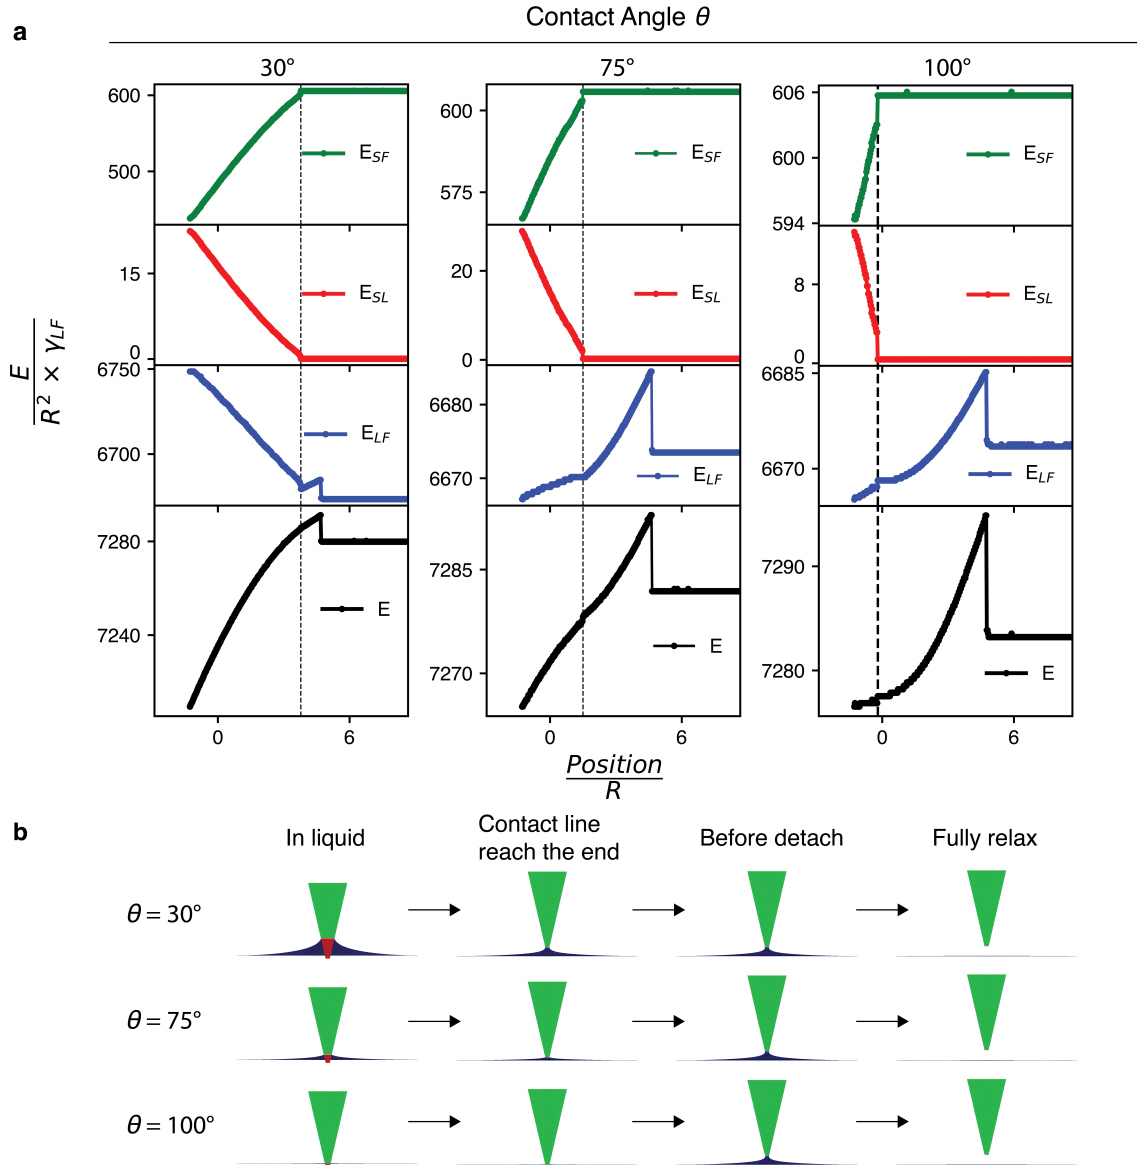 a
Contact Angle θ
30° 75° 100°
600
500
E_SF
600
575
E_SF
606
600
594
E_SF
15
0
E_SL
20
0
E_SL
8
0
E_SL
6750
6700
E_LF
6680
6670
E_LF
6685
6670
E_LF
7280
7240
E
7285
7270
E
7290
7280
E
E
R² × γ_LF
0 6 0 6 0 6
Position
R
b
In liquid
Contact line
reach the end
Before detach
Fully relax
θ = 30°
θ = 75°
θ = 100°